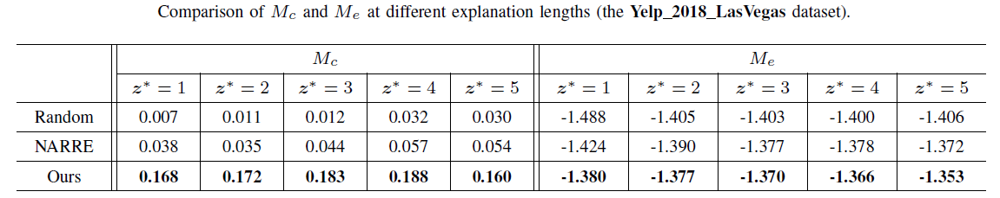 Comparison of Mc and Me at different explanation lengths (the Yelp_2018_LasVegas dataset).
Mc Me
z* = 1 z* = 2 z* = 3 z* = 4 z* = 5 z* = 1 z* = 2 z* = 3 z* = 4 z* = 5
Random 0.007 0.011 0.012 0.032 0.030 -1.488 -1.405 -1.403 -1.400 -1.406
NARRE 0.038 0.035 0.044 0.057 0.054 -1.424 -1.390 -1.377 -1.378 -1.372
Ours 0.168 0.172 0.183 0.188 0.160 -1.380 -1.377 -1.370 -1.366 -1.353